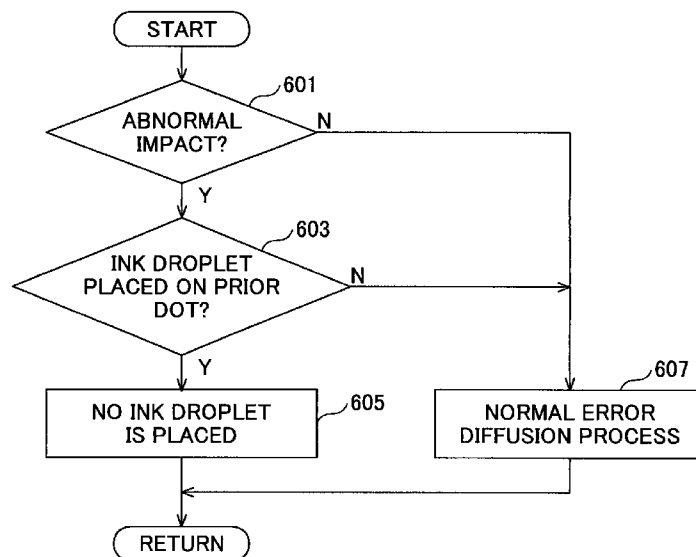 START
601
ABNORMAL
IMPACT?
N
Y
603
INK DROPLET
PLACED ON PRIOR
DOT?
N
Y
605
NO INK DROPLET
IS PLACED
607
NORMAL ERROR
DIFFUSION PROCESS
RETURN